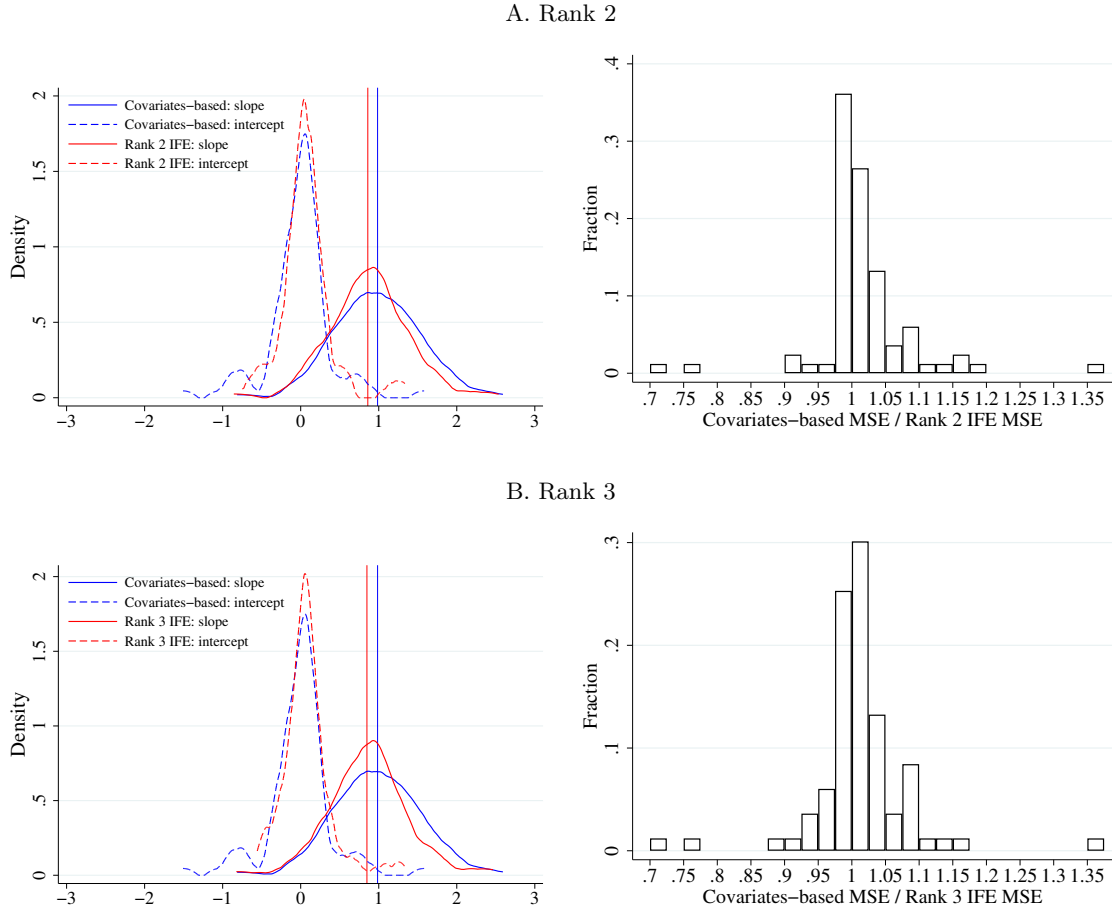 A. Rank 2
Covariates−based: slope
Covariates−based: intercept
Rank 2 IFE: slope
Rank 2 IFE: intercept
Density
0 .5 1 1.5 2
−3 −2 −1 0 1 2 3
Fraction
0 .1 .2 .3 .4
.7 .75 .8 .85 .9 .95 1 1.05 1.1 1.15 1.2 1.25 1.3 1.35
Covariates−based MSE / Rank 2 IFE MSE
B. Rank 3
Covariates−based: slope
Covariates−based: intercept
Rank 3 IFE: slope
Rank 3 IFE: intercept
Density
0 .5 1 1.5 2
−3 −2 −1 0 1 2 3
Fraction
0 .1 .2 .3
.7 .75 .8 .85 .9 .95 1 1.05 1.1 1.15 1.2 1.25 1.3 1.35
Covariates−based MSE / Rank 3 IFE MSE